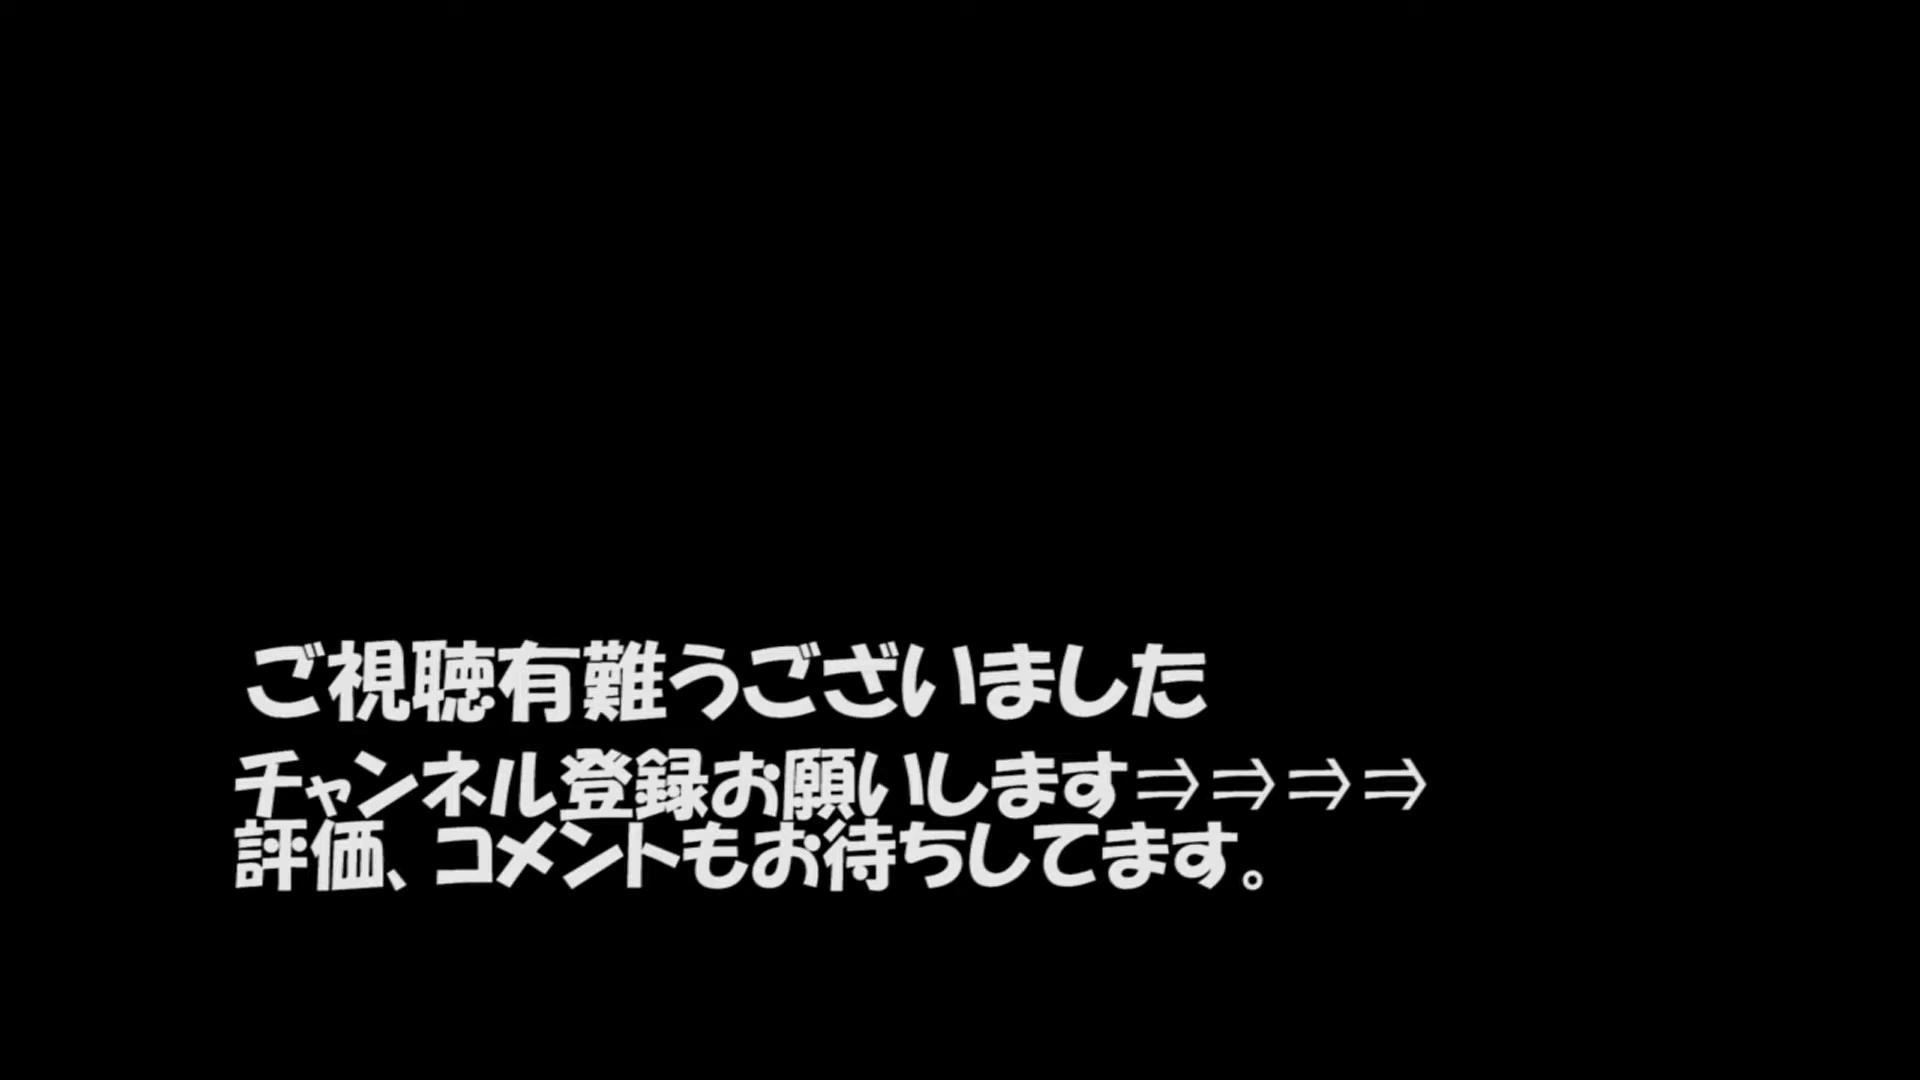 ご視聴有難うございました
チャンネル登録お願いします⇒⇒⇒⇒
評価、コメントもお待ちしてます。